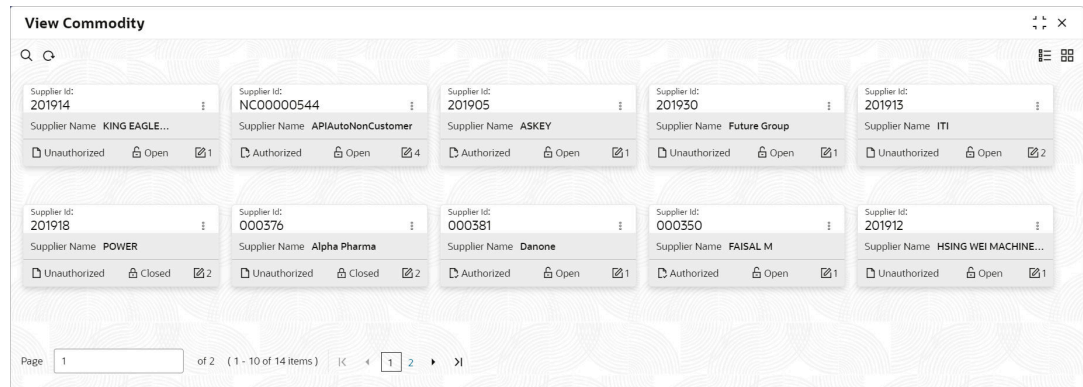 View Commodity
Supplier Id: Supplier Id: Supplier Id: Supplier Id: Supplier Id:
201914 NC00000544 201905 201930 201913
Supplier Name KING EAGLE... Supplier Name APIAutoNonCustomer Supplier Name ASKEY Supplier Name Future Group Supplier Name ITI
Unauthorized Open 1 Authorized Open 4 Authorized Open 1 Unauthorized Open 1 Unauthorized Open 2
Supplier Id: Supplier Id: Supplier Id: Supplier Id: Supplier Id:
201918 000376 000381 000350 201912
Supplier Name POWER Supplier Name Alpha Pharma Supplier Name Danone Supplier Name FAISAL M Supplier Name HSING WEI MACHINE...
Unauthorized Closed 2 Unauthorized Closed 2 Authorized Open 1 Authorized Open 1 Unauthorized Open 1
Page 1 of 2 ( 1 - 10 of 14 items ) 1 2